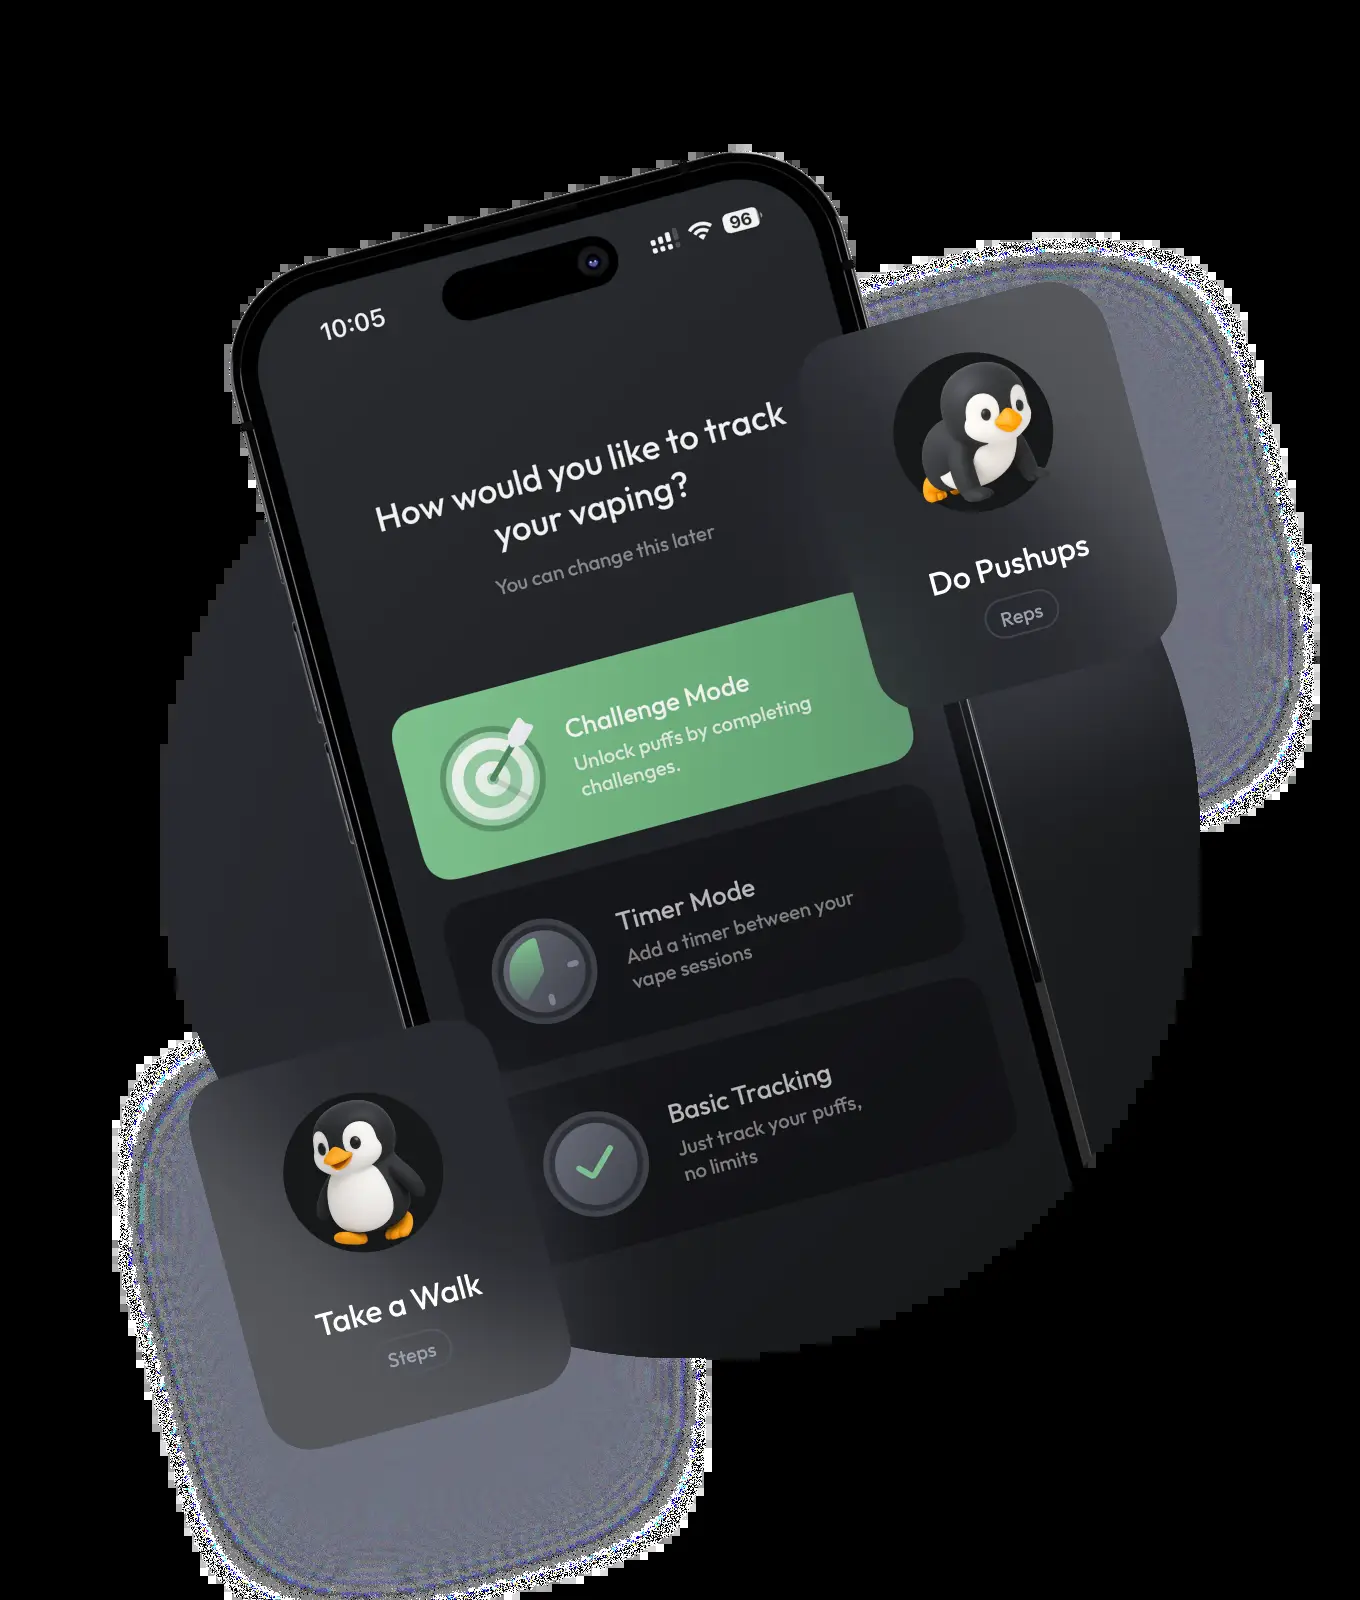 10:05
96
How would you like to track
your vaping?
You can change this later
Do Pushups
Reps
Challenge Mode
Unlock puffs by completing
challenges.
Timer Mode
Add a timer between your
vape sessions
Basic Tracking
Just track your puffs,
no limits
Take a Walk
Steps